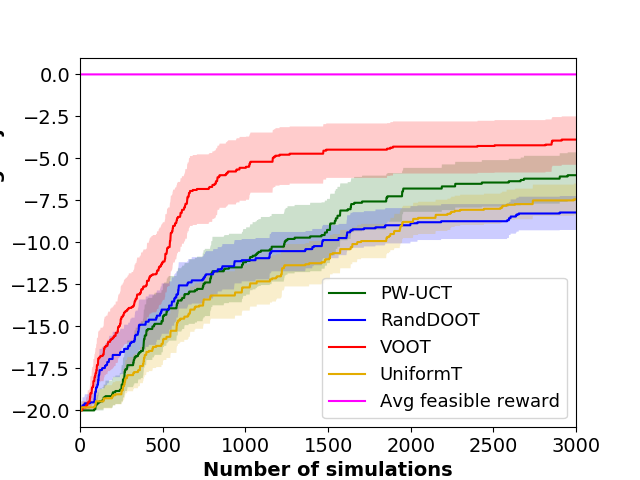 0.0
−2.5
−5.0
−7.5
−10.0
−12.5
−15.0
−17.5
−20.0
0 500 1000 1500 2000 2500 3000
Number of simulations
PW-UCT
RandDOOT
VOOT
UniformT
Avg feasible reward